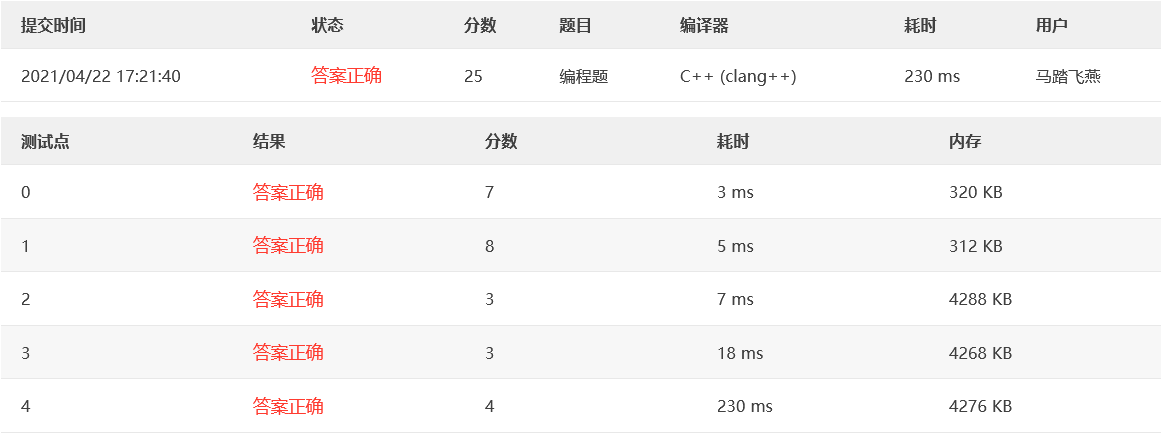 提交时间 状态 分数 题目 编译器 耗时 用户
2021/04/22 17:21:40 答案正确 25 编程题 C++ (clang++) 230 ms 马踏飞燕
测试点 结果 分数 耗时 内存
0 答案正确 7 3 ms 320 KB
1 答案正确 8 5 ms 312 KB
2 答案正确 3 7 ms 4288 KB
3 答案正确 3 18 ms 4268 KB
4 答案正确 4 230 ms 4276 KB